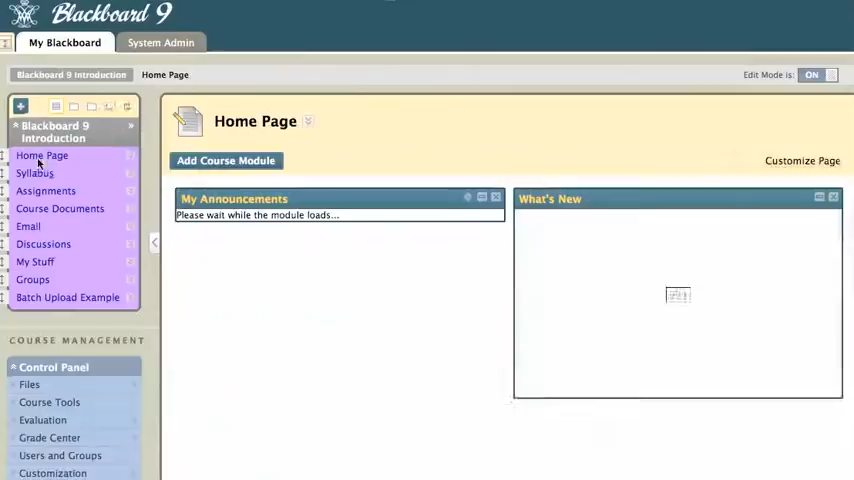 Blackboard 9
My Blackboard
System Admin
Blackboard 9 Introduction
Home Page
Edit Mode is:
ON
Blackboard 9
Introduction
Home Page
Syllabus
Assignments
Course Documents
Email
Discussions
My Stuff
Groups
Batch Upload Example
COURSE MANAGEMENT
Control Panel
Files
Course Tools
Evaluation
Grade Center
Users and Groups
Customization
Home Page
Add Course Module
Customize Page
My Announcements
Please wait while the module loads...
What's New